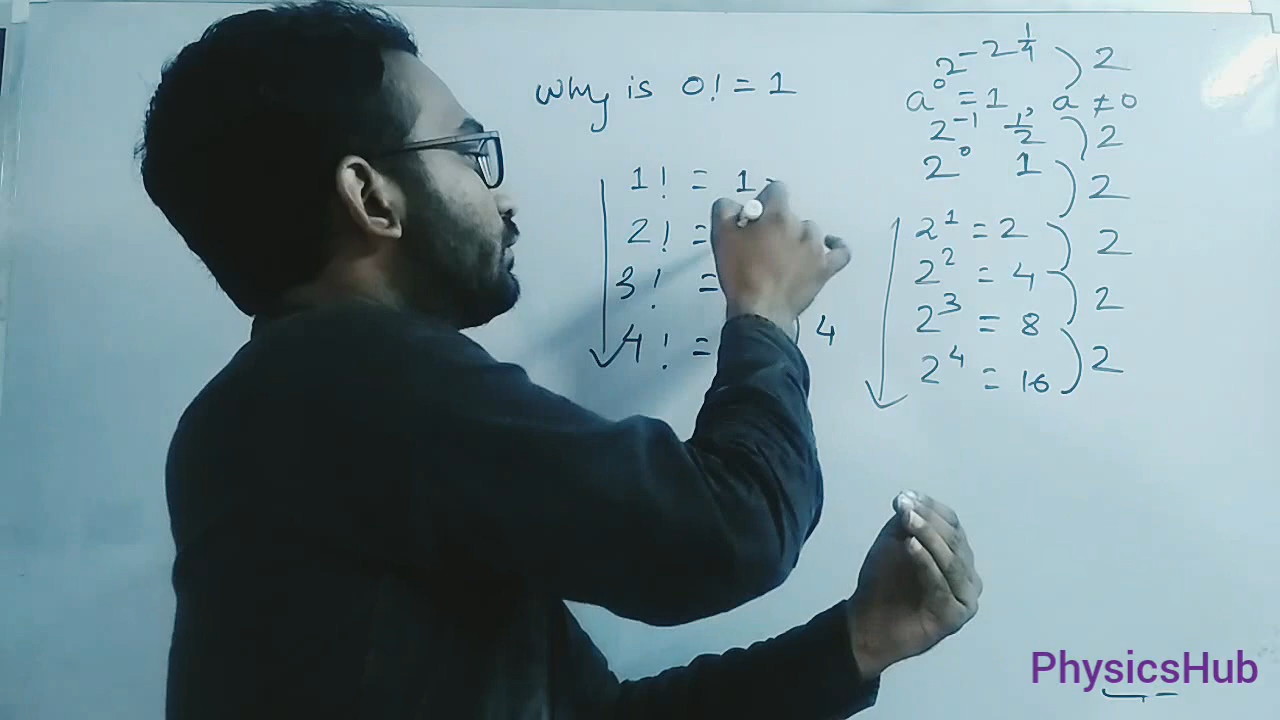 Why is 0! = 1
1! = 1
2! =
3! =
4! = ) 4
2^-2 1/4 ) 2
a^0 = 1, a ≠ 0
2^-1 1/2 ) 2
2^0 1 ) 2
2^1 = 2 ) 2
2^2 = 4 ) 2
2^3 = 8 ) 2
2^4 = 16
PhysicsHub